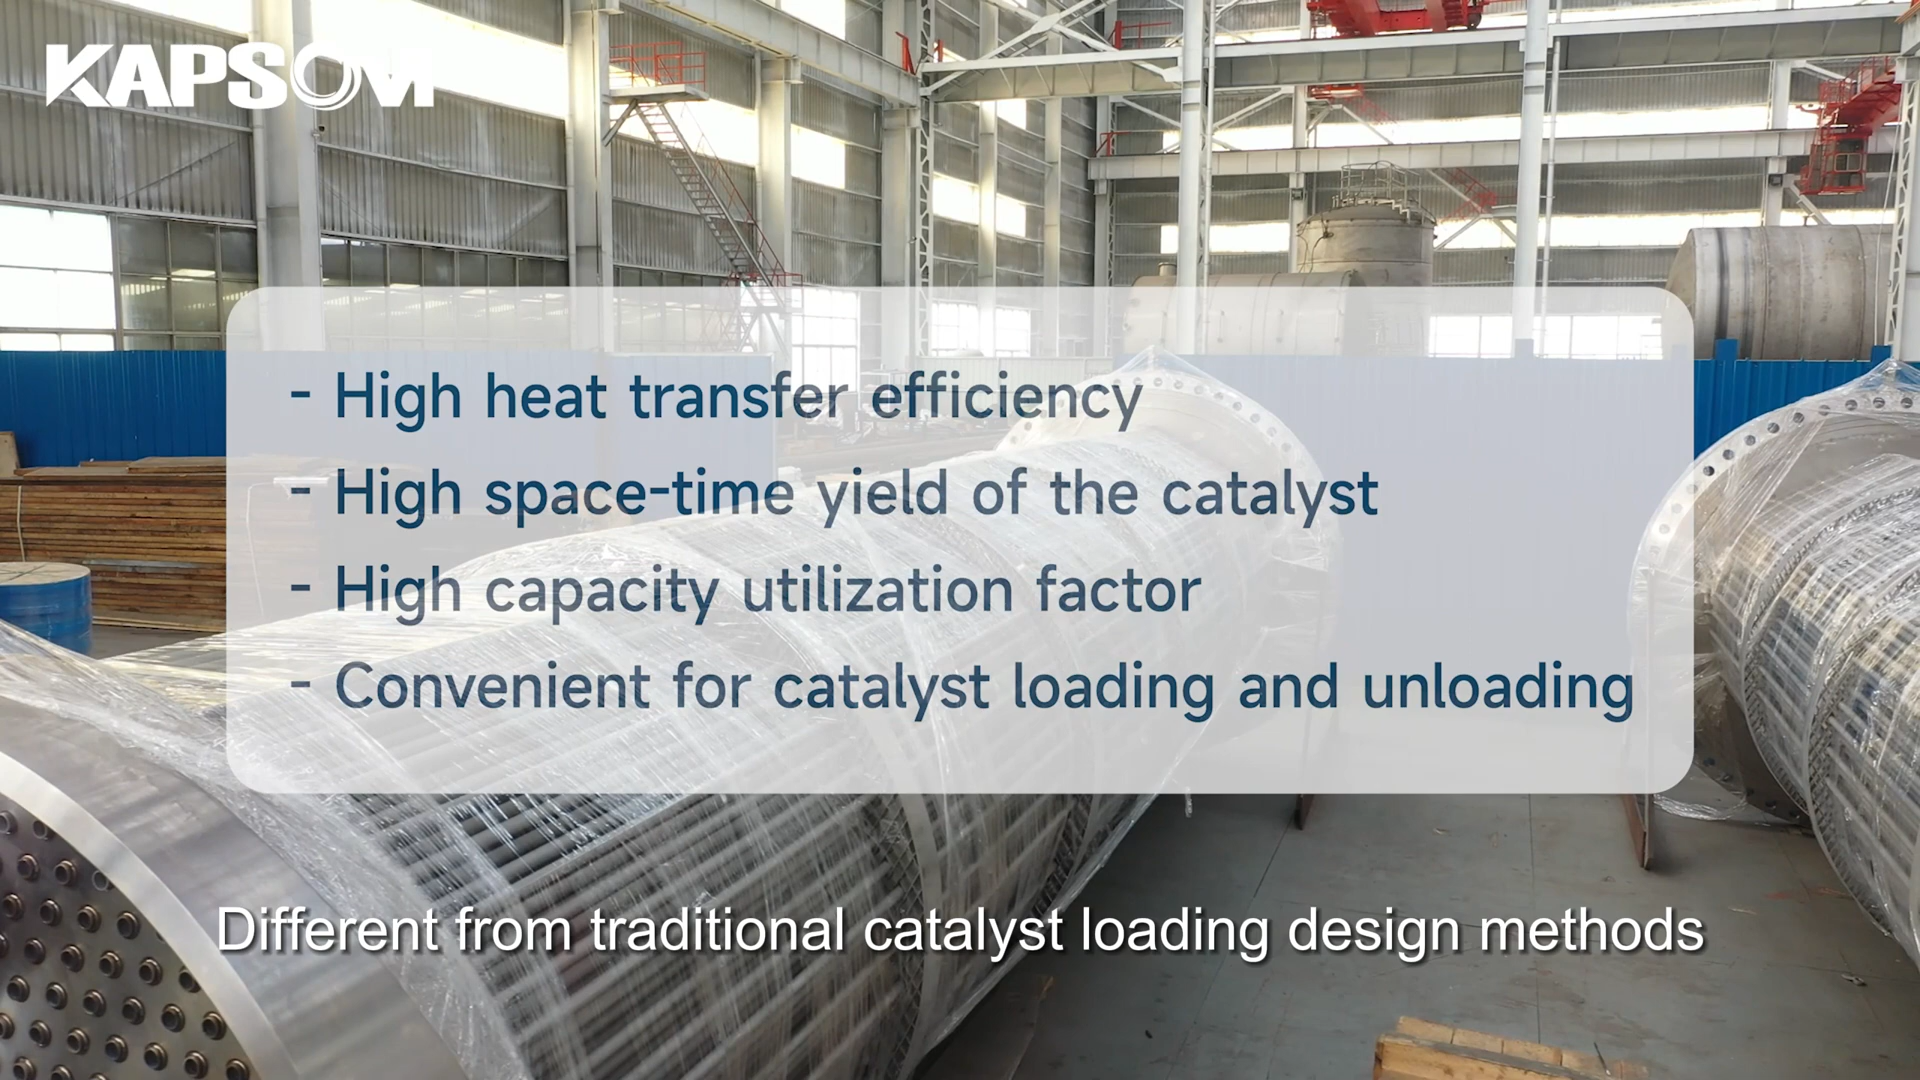 KAPSOM
- High heat transfer efficiency
- High space-time yield of the catalyst
- High capacity utilization factor
- Convenient for catalyst loading and unloading
Different from traditional catalyst loading design methods